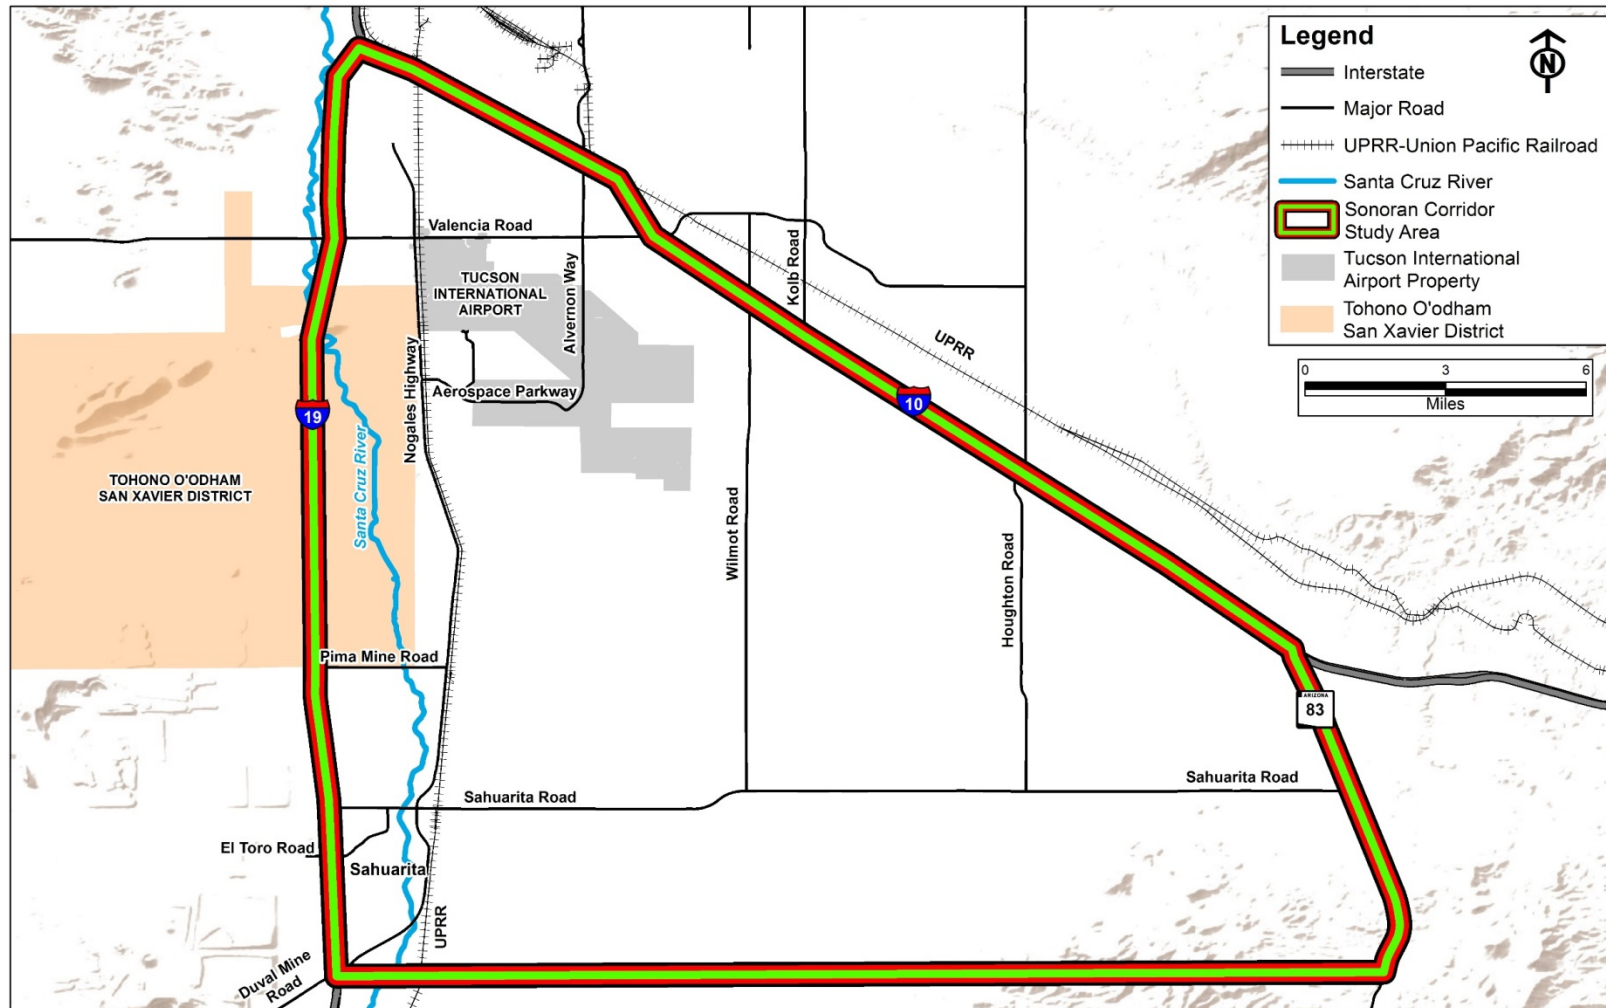 Legend
N
Interstate
Major Road
UPRR-Union Pacific Railroad
Santa Cruz River
Sonoran Corridor
Study Area
Tucson International
Airport Property
Tohono O'odham
San Xavier District
0 3 6
Miles
Valencia Road
TUCSON
INTERNATIONAL
AIRPORT
Alvernon Way
Kolb Road
UPRR
Nogales Highway
Aerospace Parkway
19
10
Santa Cruz River
TOHONO O'ODHAM
SAN XAVIER DISTRICT
Wilmot Road
Houghton Road
Pima Mine Road
ARIZONA
83
Sahuarita Road
Sahuarita Road
El Toro Road
Sahuarita
UPRR
Duval Mine
Road